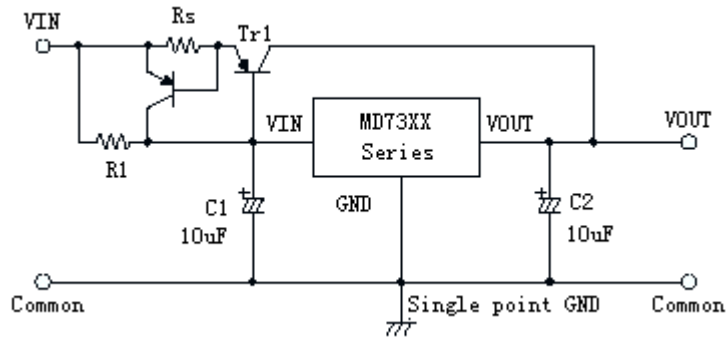 VIN
Rs
Tr1
R1
VIN
MD73XX
Series
VOUT
VOUT
C1
10uF
GND
C2
10uF
Common
Single point GND
Common